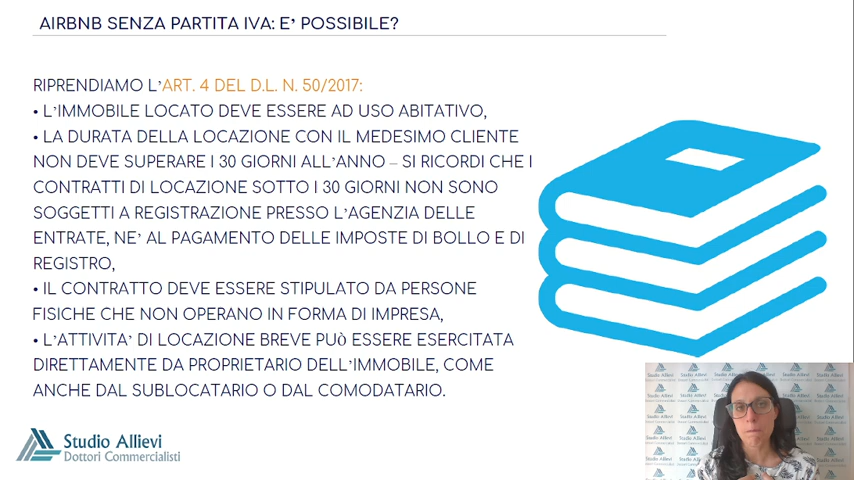 AIRBNB SENZA PARTITA IVA: E’ POSSIBILE?
RIPRENDIAMO L’ART. 4 DEL D.L. N. 50/2017:
• L’IMMOBILE LOCATO DEVE ESSERE AD USO ABITATIVO,
• LA DURATA DELLA LOCAZIONE CON IL MEDESIMO CLIENTE
NON DEVE SUPERARE I 30 GIORNI ALL’ANNO – SI RICORDI CHE I
CONTRATTI DI LOCAZIONE SOTTO I 30 GIORNI NON SONO
SOGGETTI A REGISTRAZIONE PRESSO L’AGENZIA DELLE
ENTRATE, NE’ AL PAGAMENTO DELLE IMPOSTE DI BOLLO E DI
REGISTRO,
• IL CONTRATTO DEVE ESSERE STIPULATO DA PERSONE
FISICHE CHE NON OPERANO IN FORMA DI IMPRESA,
• L’ATTIVITA’ DI LOCAZIONE BREVE PUò ESSERE ESERCITATA
DIRETTAMENTE DA PROPRIETARIO DELL’IMMOBILE, COME
ANCHE DAL SUBLOCATARIO O DAL COMODATARIO.
Studio Allievi
Dottori Commercialisti